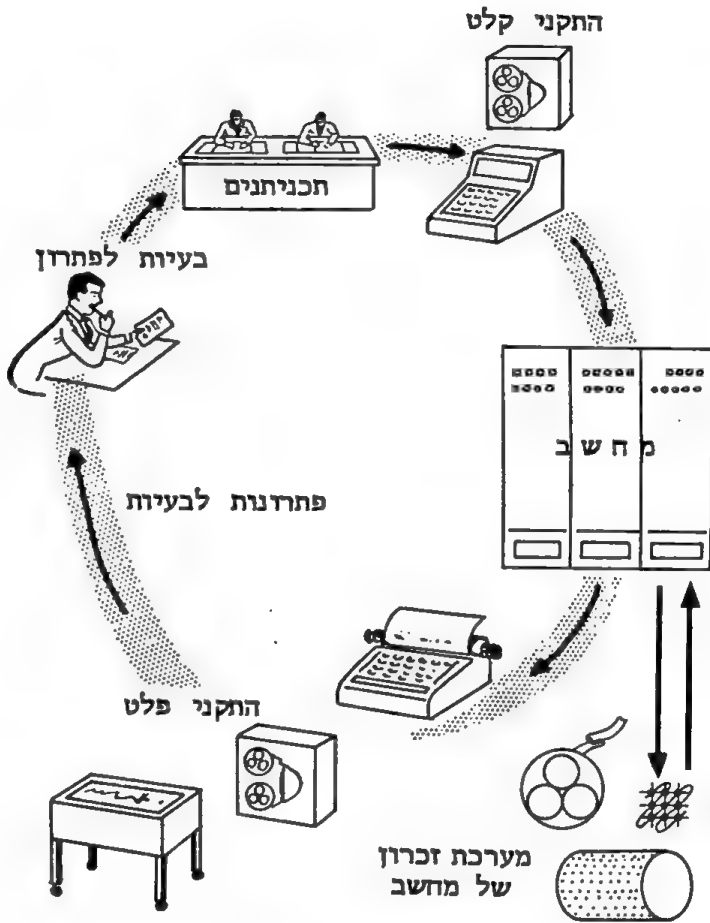 התקני קלט
תכניתנים
בעיות לפתרון
מחשב
פתרונות לבעיות
התקני פלט
מערכת זכרון
של מחשב